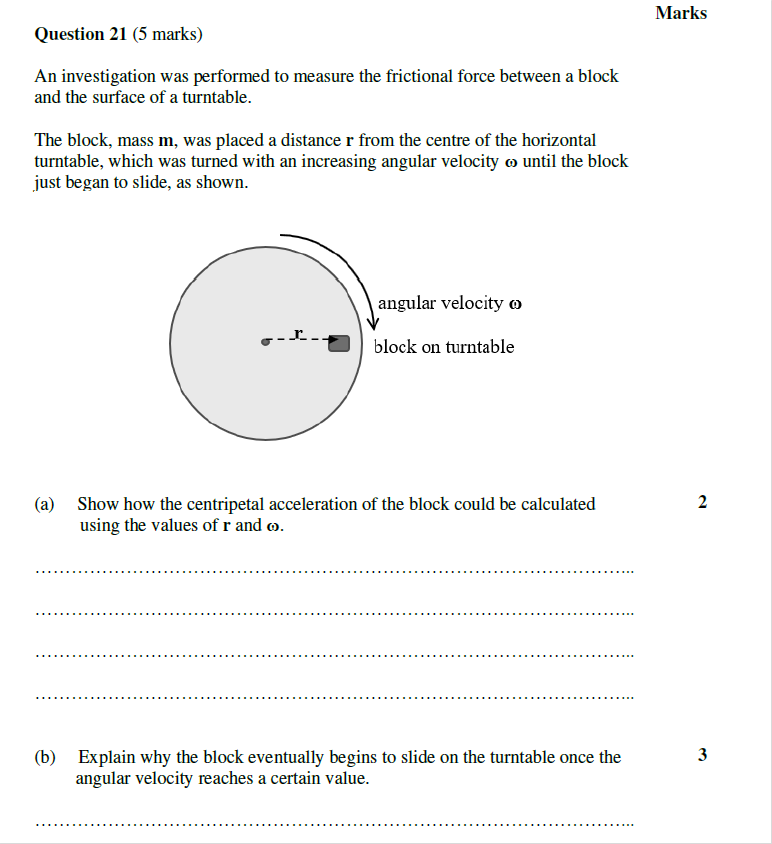 Marks
Question 21 (5 marks)
An investigation was performed to measure the frictional force between a block
and the surface of a turntable.
The block, mass m, was placed a distance r from the centre of the horizontal
turntable, which was turned with an increasing angular velocity ω until the block
just began to slide, as shown.
angular velocity ω
r
block on turntable
(a) Show how the centripetal acceleration of the block could be calculated 2
using the values of r and ω.
(b) Explain why the block eventually begins to slide on the turntable once the 3
angular velocity reaches a certain value.